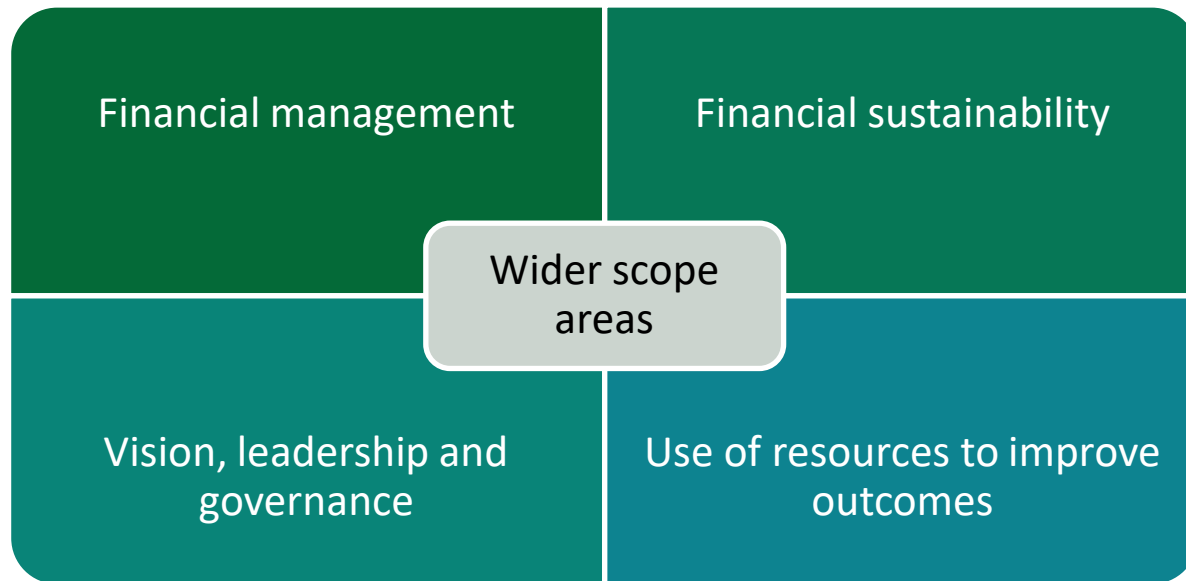 Financial management
Financial sustainability
Wider scope
areas
Vision, leadership and
governance
Use of resources to improve
outcomes